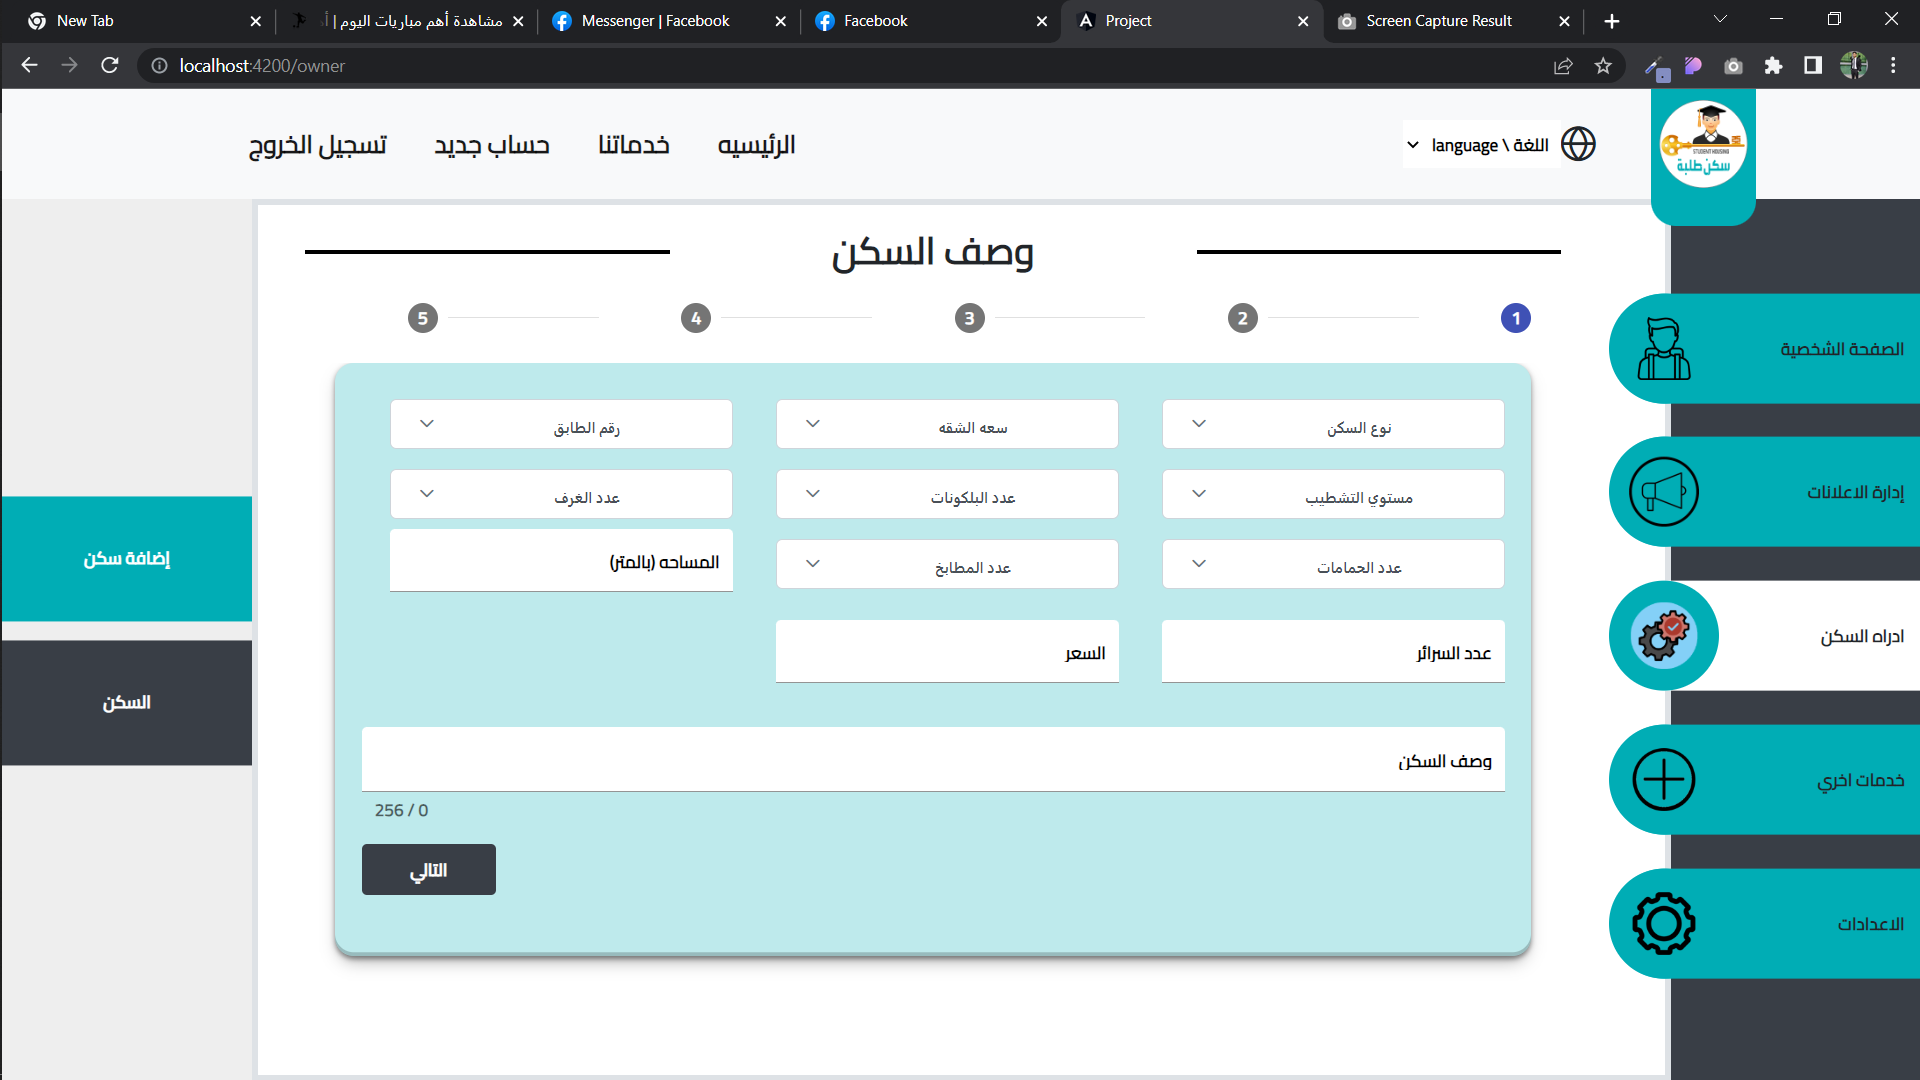 New Tab
مشاهدة أهم مباريات اليوم | أ
Messenger | Facebook
Facebook
Project
Screen Capture Result
localhost:4200/owner
STUDENT HOUSING
سكن طلبة
اللغة \ language
الرئيسيه
خدماتنا
حساب جديد
تسجيل الخروج
وصف السكن
1
2
3
4
5
نوع السكن
سعه الشقه
رقم الطابق
مستوي التشطيب
عدد البلكونات
عدد الغرف
عدد الحمامات
عدد المطابخ
المساحه (بالمتر)
عدد السرائر
السعر
وصف السكن
256 / 0
التالي
الصفحة الشخصية
إدارة الاعلانات
ادراه السكن
خدمات اخري
الاعدادات
إضافة سكن
السكن